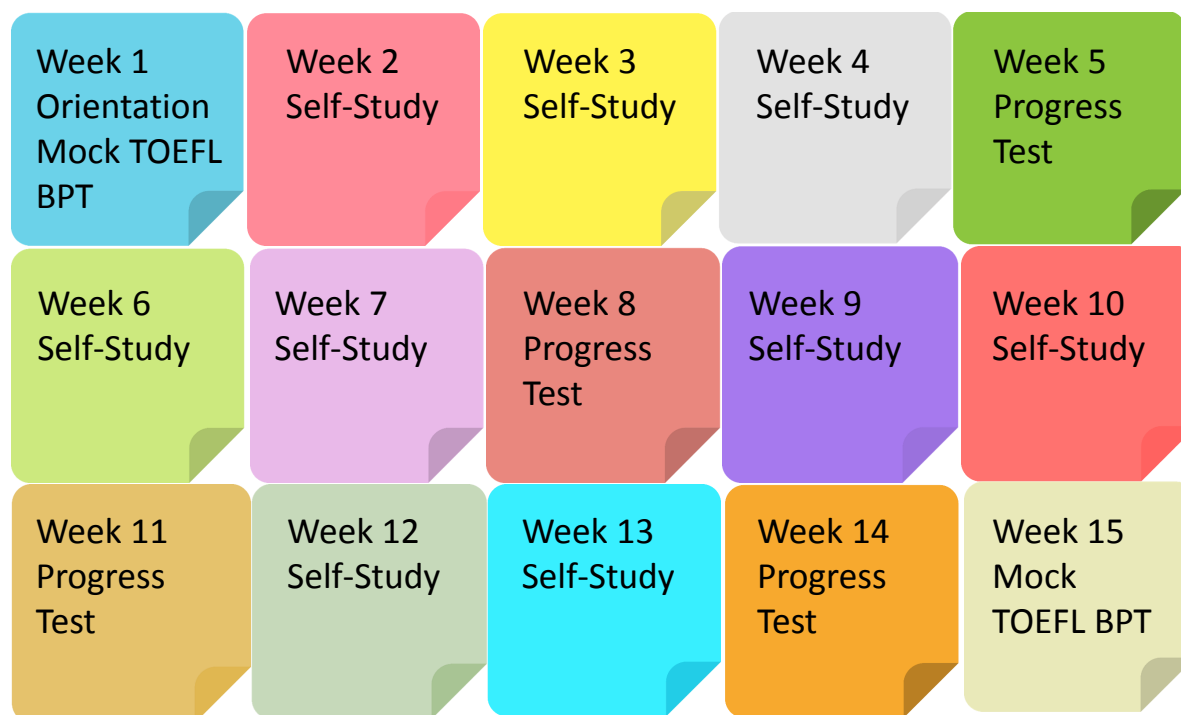 Week 1
Orientation
Mock TOEFL
BPT
Week 2
Self-Study
Week 3
Self-Study
Week 4
Self-Study
Week 5
Progress
Test
Week 6
Self-Study
Week 7
Self-Study
Week 8
Progress
Test
Week 9
Self-Study
Week 10
Self-Study
Week 11
Progress
Test
Week 12
Self-Study
Week 13
Self-Study
Week 14
Progress
Test
Week 15
Mock
TOEFL BPT